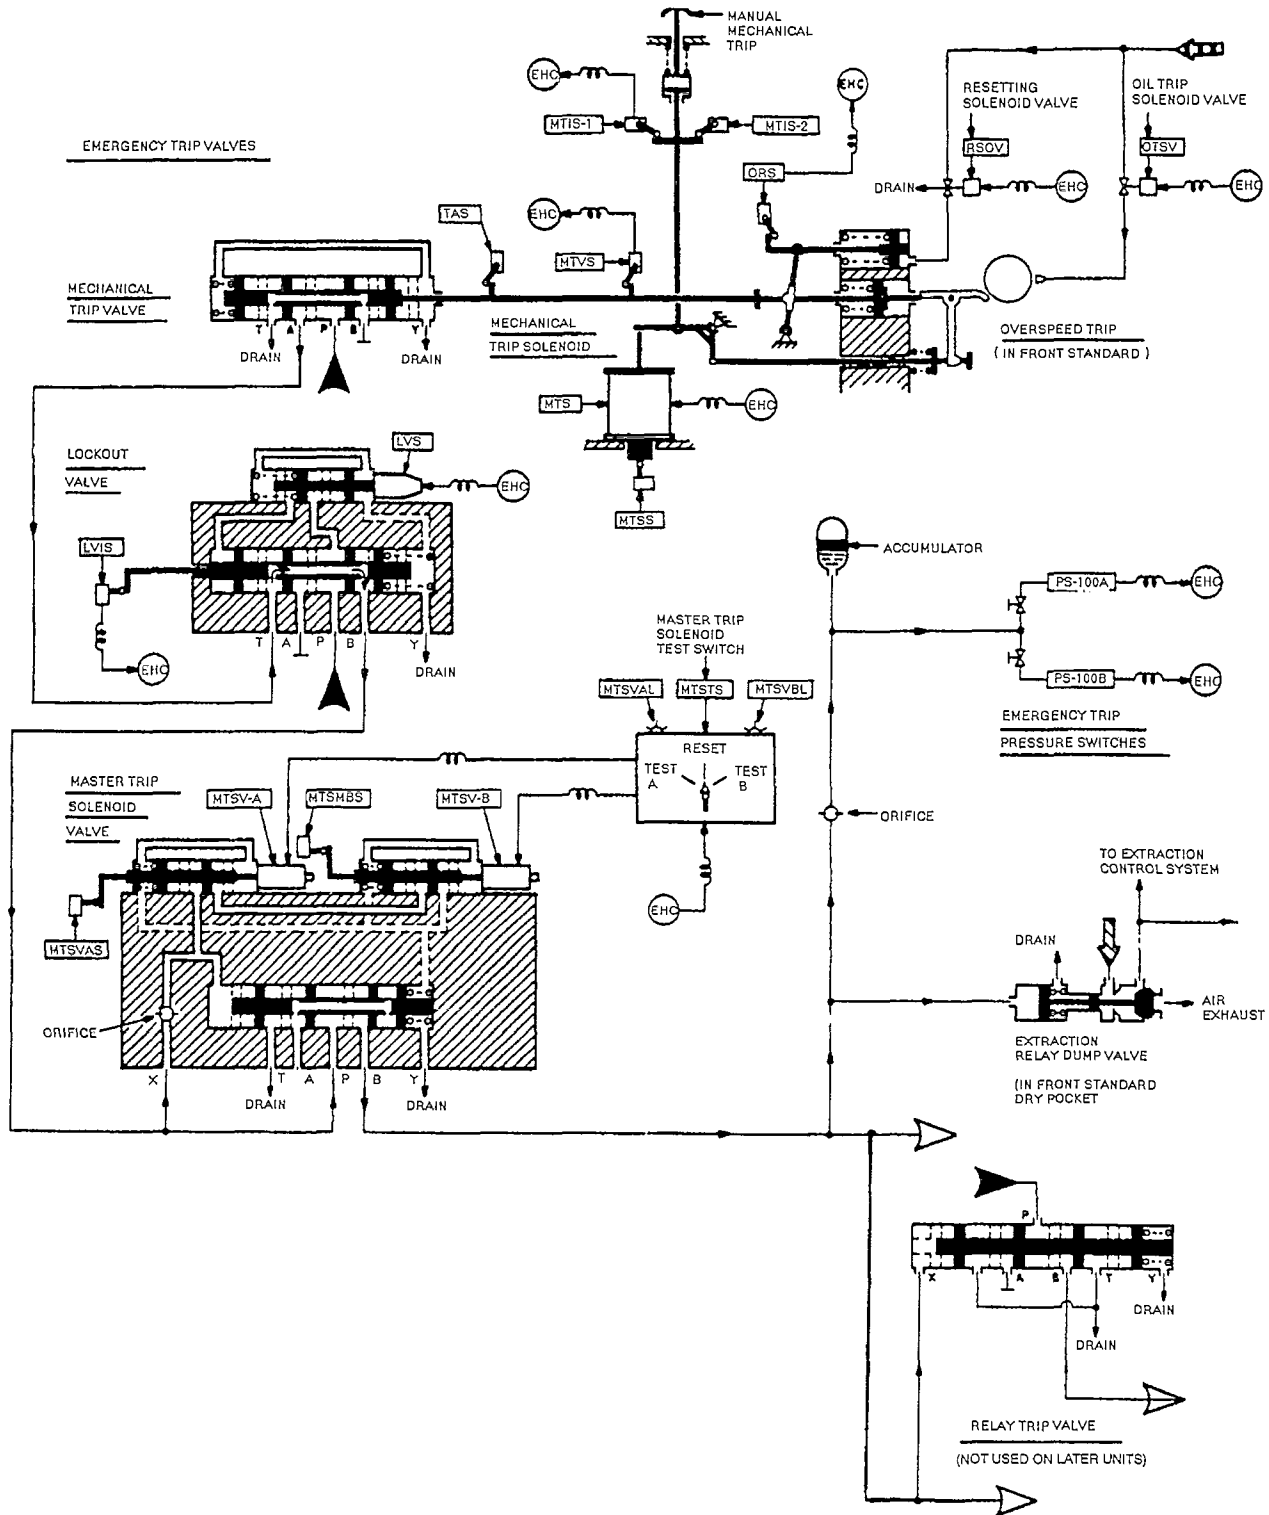 MANUAL
MECHANICAL
TRIP
EHC
EHC
RESETTING
SOLENOID VALVE
OIL TRIP
SOLENOID VALVE
MTIS-1
MTIS-2
EMERGENCY TRIP VALVES
RSOV
OTSV
ORS
DRAIN
EHC
EHC
EHC
TAS
MTVS
MECHANICAL
TRIP VALVE
T A P B Y
DRAIN
DRAIN
MECHANICAL
TRIP SOLENOID
OVERSPEED TRIP
( IN FRONT STANDARD )
MTS
EHC
LOCKOUT
VALVE
LVS
EHC
MTSS
LVIS
ACCUMULATOR
PS-100A
EHC
T A P B Y
EHC
DRAIN
MASTER TRIP
SOLENOID
TEST SWITCH
MTSVAL
MTSTS
MTSVBL
PS-100B
EHC
EMERGENCY TRIP
PRESSURE SWITCHES
RESET
TEST
A
TEST
B
MASTER TRIP
SOLENOID
VALVE
MTSV-A
MTSMBS
MTSV-B
ORIFICE
TO EXTRACTION
CONTROL SYSTEM
EHC
MTSVAS
DRAIN
AIR
EXHAUST
ORIFICE
EXTRACTION
RELAY DUMP VALVE
(IN FRONT STANDARD
DRY POCKET
X T A P B Y
DRAIN
DRAIN
P
X A B T Y
DRAIN
DRAIN
RELAY TRIP VALVE
(NOT USED ON LATER UNITS)